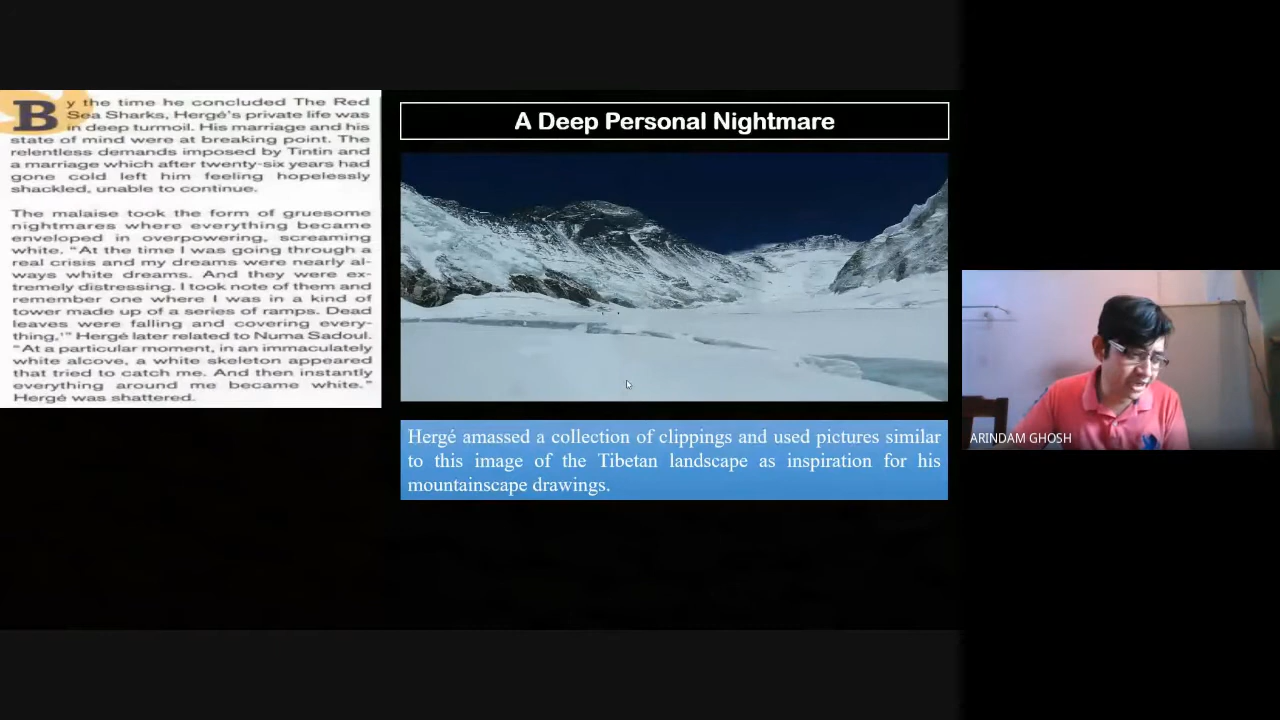 By the time he concluded The Red
Sea Sharks, Hergé's private life was
in deep turmoil. His marriage and his
state of mind were at breaking point. The
relentless demands imposed by Tintin and
a marriage which after twenty-six years had
gone cold left him feeling hopelessly
shackled, unable to continue.
The malaise took the form of gruesome
nightmares where everything became
enveloped in overpowering, screaming
white. "At the time I was going through a
real crisis and my dreams were nearly al-
ways white dreams. And they were ex-
tremely distressing. I took note of them and
remember one where I was in a kind of
tower made up of a series of ramps. Dead
leaves were falling and covering every-
thing,'" Hergé later related to Numa Sadoul.
"At a particular moment, in an immaculately
white alcove, a white skeleton appeared
that tried to catch me. And then instantly
everything around me became white."
Hergé was shattered.
A Deep Personal Nightmare
Hergé amassed a collection of clippings and used pictures similar
to this image of the Tibetan landscape as inspiration for his
mountainscape drawings.
ARINDAM GHOSH